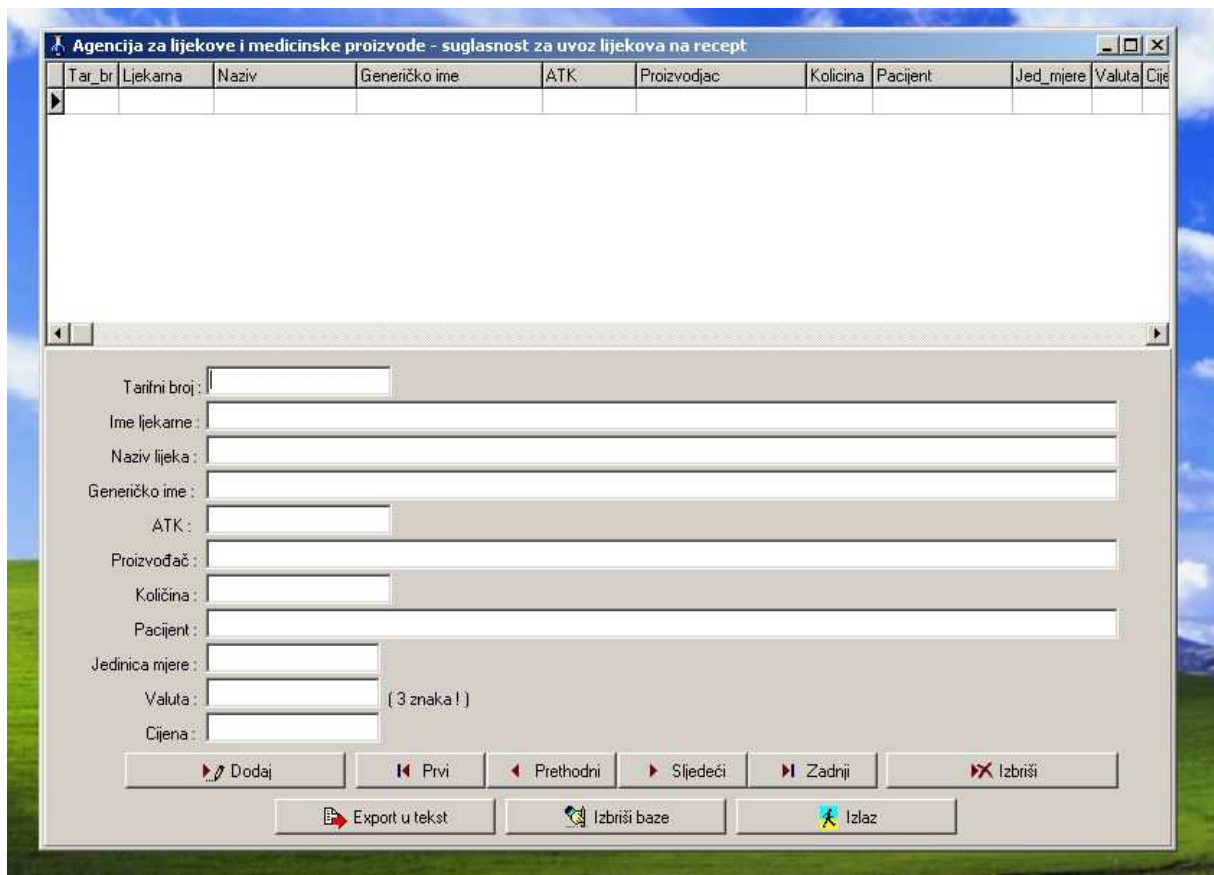 Agencija za lijekove i medicinske proizvode - suglasnost za uvoz lijekova na recept
Tar_br Ljekarna Naziv Generičko ime ATK Proizvodjac Kolicina Pacijent Jed_mjere Valuta Cije
Tarifni broj :
Ime ljekarne :
Naziv lijeka :
Generičko ime :
ATK :
Proizvođač :
Količina :
Pacijent :
Jedinica mjere :
Valuta : ( 3 znaka ! )
Cijena :
Dodaj Prvi Prethodni Sljedeći Zadnji Izbriši
Export u tekst Izbriši baze Izlaz